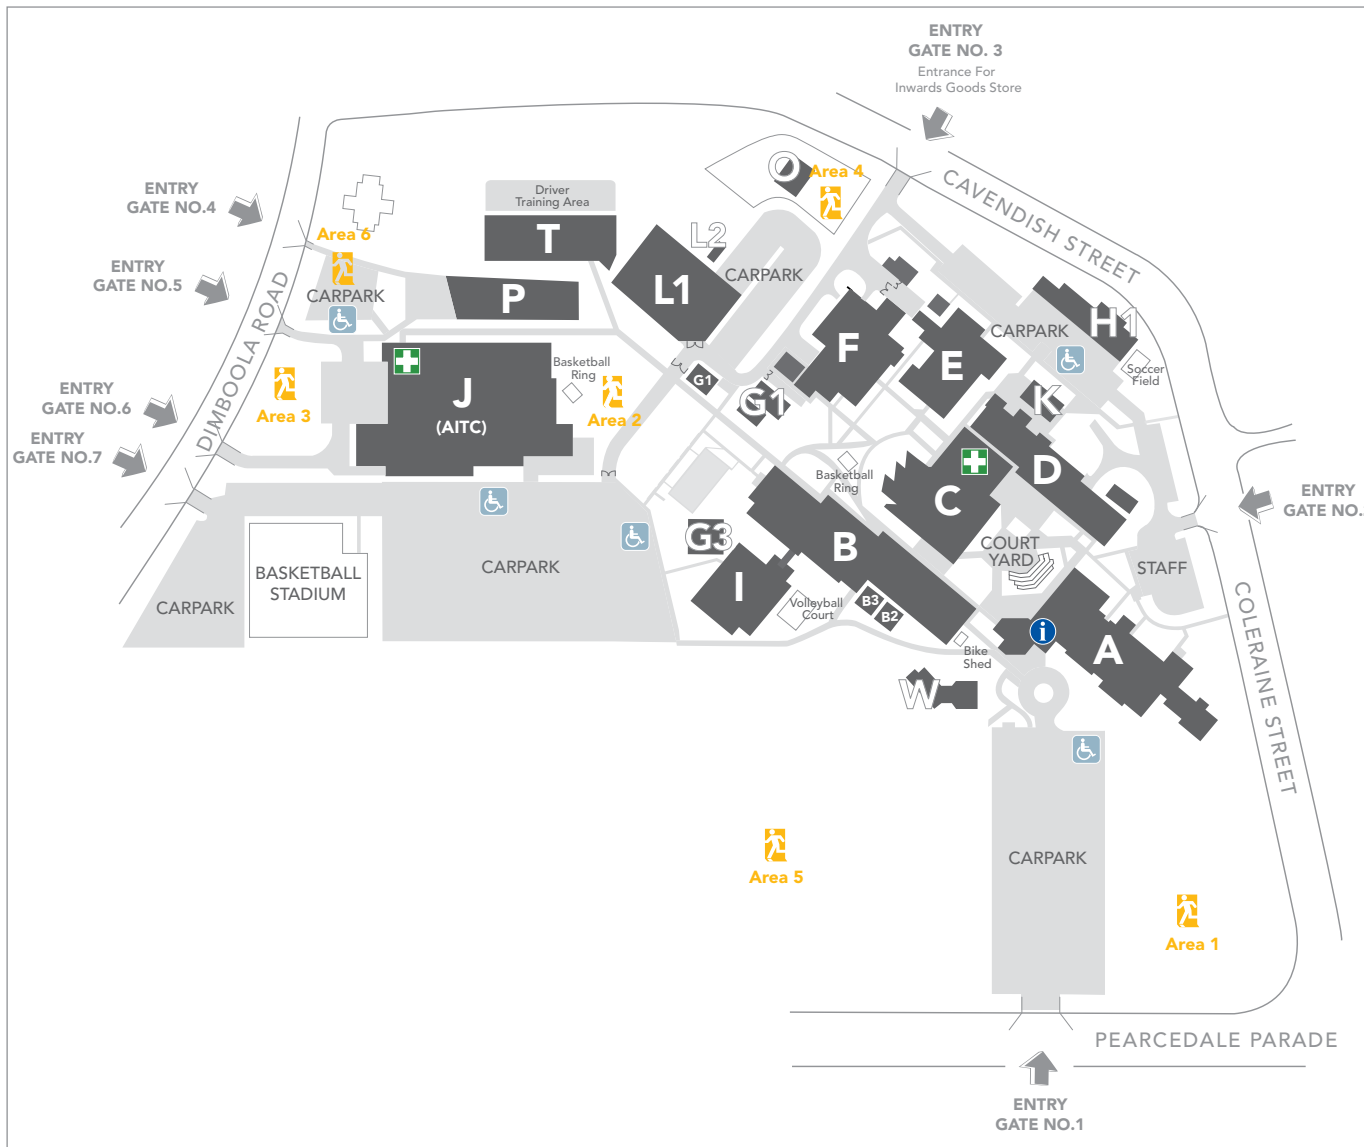 ENTRY
GATE NO. 3
Entrance For
Inwards Goods Store
CAVENDISH STREET
ENTRY
GATE NO.4
ENTRY
GATE NO.5
ENTRY
GATE NO.6
ENTRY
GATE NO.7
DIMBOOLA ROAD
Area 6
CARPARK
Driver
Training Area
T
P
L1
L2
CARPARK
O
Area 4
H1
CARPARK
Soccer
Field
F
E
K
G1
G1
J
(AITC)
Basketball
Ring
Area 2
Area 3
Basketball
Ring
C
D
B
G3
I
Volleyball
Court
B3
B2
COURT
YARD
STAFF
ENTRY
GATE NO.
COLERAINE STREET
i
A
Bike
Shed
W
CARPARK
BASKETBALL
STADIUM
CARPARK
CARPARK
Area 5
Area 1
PEARCEDALE PARADE
ENTRY
GATE NO.1